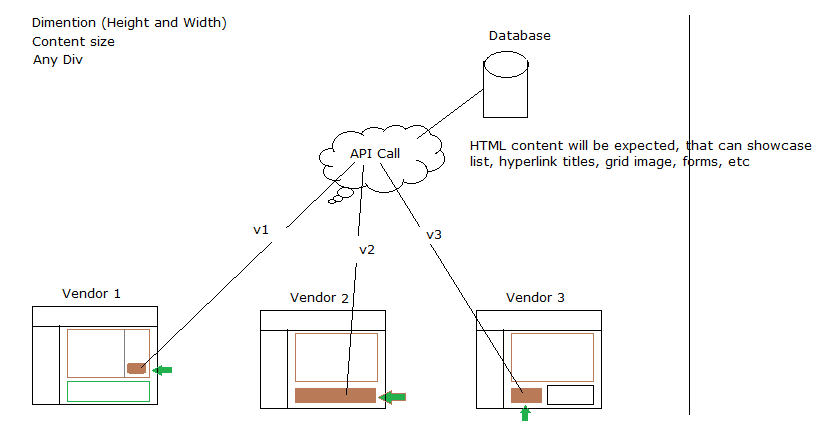 Dimention (Height and Width)
Content size
Any Div
Database
API Call
HTML content will be expected, that can showcase
list, hyperlink titles, grid image, forms, etc
v1
v2
v3
Vendor 1
Vendor 2
Vendor 3